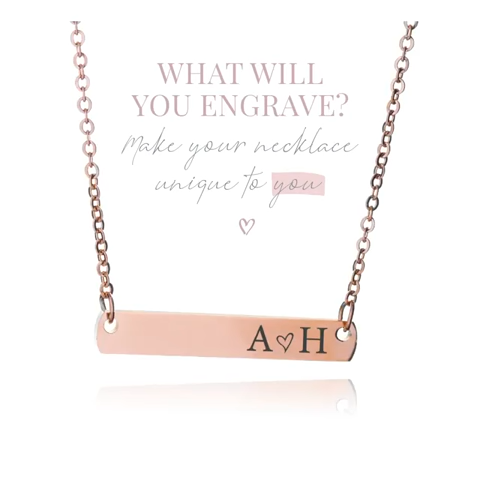 WHAT WILL
YOU ENGRAVE?
Make your necklace
unique to you
A♡H